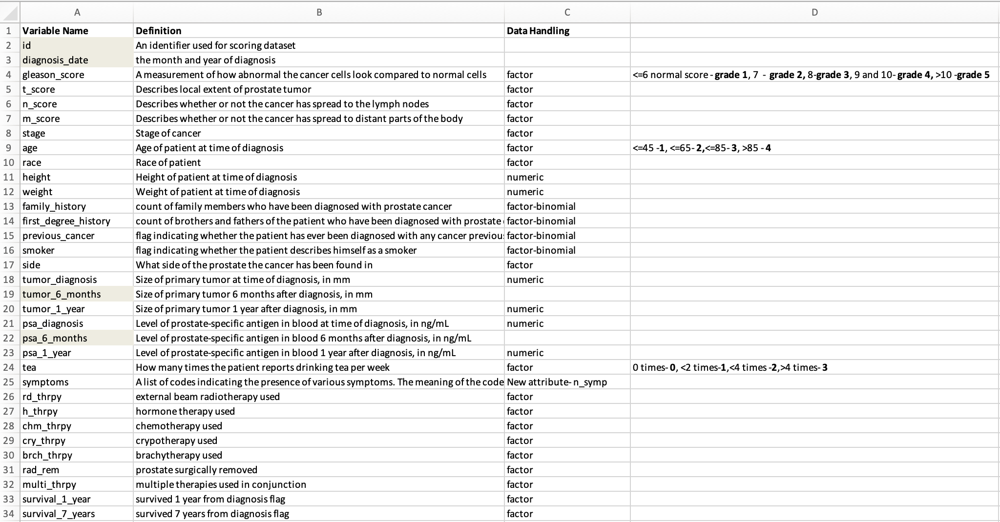 A B C D
1 Variable Name Definition Data Handling
2 id An identifier used for scoring dataset
3 diagnosis_date the month and year of diagnosis
4 gleason_score A measurement of how abnormal the cancer cells look compared to normal cells factor <=6 normal score - grade 1, 7 - grade 2, 8-grade 3, 9 and 10- grade 4, >10 -grade 5
5 t_score Describes local extent of prostate tumor factor
6 n_score Describes whether or not the cancer has spread to the lymph nodes factor
7 m_score Describes whether or not the cancer has spread to distant parts of the body factor
8 stage Stage of cancer factor
9 age Age of patient at time of diagnosis factor <=45 -1, <=65- 2,<=85- 3, >85 - 4
10 race Race of patient factor
11 height Height of patient at time of diagnosis numeric
12 weight Weight of patient at time of diagnosis numeric
13 family_history count of family members who have been diagnosed with prostate cancer factor-binomial
14 first_degree_history count of brothers and fathers of the patient who have been diagnosed with prostate factor-binomial
15 previous_cancer flag indicating whether the patient has ever been diagnosed with any cancer previou factor-binomial
16 smoker flag indicating whether the patient describes himself as a smoker factor-binomial
17 side What side of the prostate the cancer has been found in factor
18 tumor_diagnosis Size of primary tumor at time of diagnosis, in mm numeric
19 tumor_6_months Size of primary tumor 6 months after diagnosis, in mm
20 tumor_1_year Size of primary tumor 1 year after diagnosis, in mm numeric
21 psa_diagnosis Level of prostate-specific antigen in blood at time of diagnosis, in ng/mL numeric
22 psa_6_months Level of prostate-specific antigen in blood 6 months after diagnosis, in ng/mL
23 psa_1_year Level of prostate-specific antigen in blood 1 year after diagnosis, in ng/mL numeric
24 tea How many times the patient reports drinking tea per week factor 0 times- 0, <2 times-1,<4 times -2,>4 times- 3
25 symptoms A list of codes indicating the presence of various symptoms. The meaning of the code New attribute- n_symp
26 rd_thrpy external beam radiotherapy used factor
27 h_thrpy hormone therapy used factor
28 chm_thrpy chemotherapy used factor
29 cry_thrpy crypotherapy used factor
30 brch_thrpy brachytherapy used factor
31 rad_rem prostate surgically removed factor
32 multi_thrpy multiple therapies used in conjunction factor
33 survival_1_year survived 1 year from diagnosis flag factor
34 survival_7_years survived 7 years from diagnosis flag factor